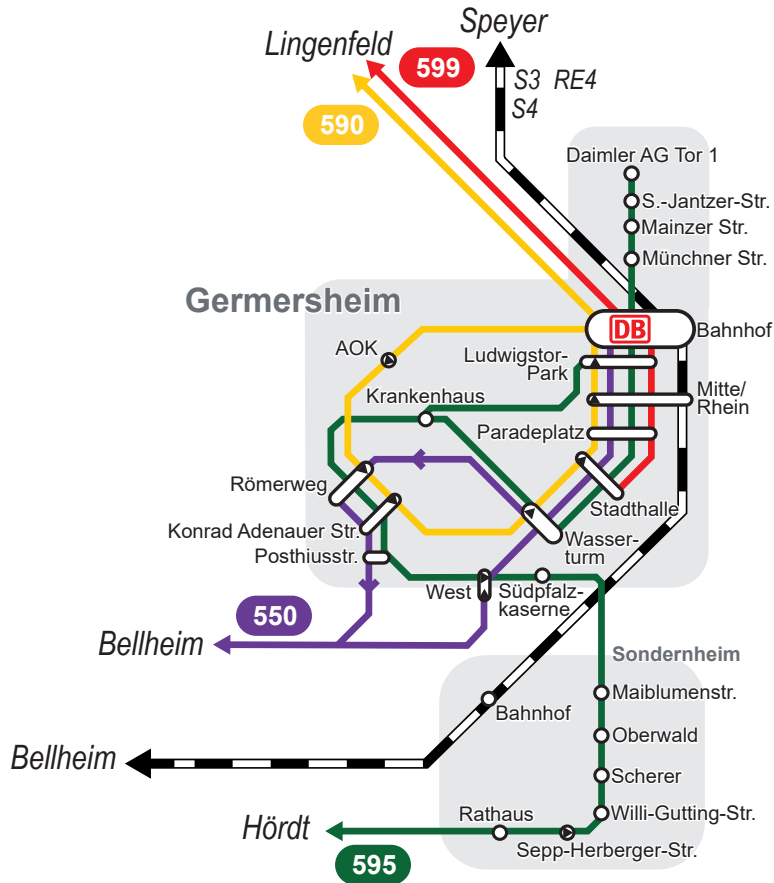 Speyer
Lingenfeld
599
S3 RE4
S4
590
Daimler AG Tor 1
S.-Jantzer-Str.
Mainzer Str.
Münchner Str.
Germersheim
DB
Bahnhof
AOK
Ludwigstor-
Park
Krankenhaus
Mitte/
Rhein
Paradeplatz
Römerweg
Stadthalle
Konrad Adenauer Str.
Wasser-
turm
Posthiusstr.
West
Südpfalz-
kaserne
550
Bellheim
Sondernheim
Maiblumenstr.
Bahnhof
Oberwald
Bellheim
Scherer
Willi-Gutting-Str.
Rathaus
Hördt
Sepp-Herberger-Str.
595